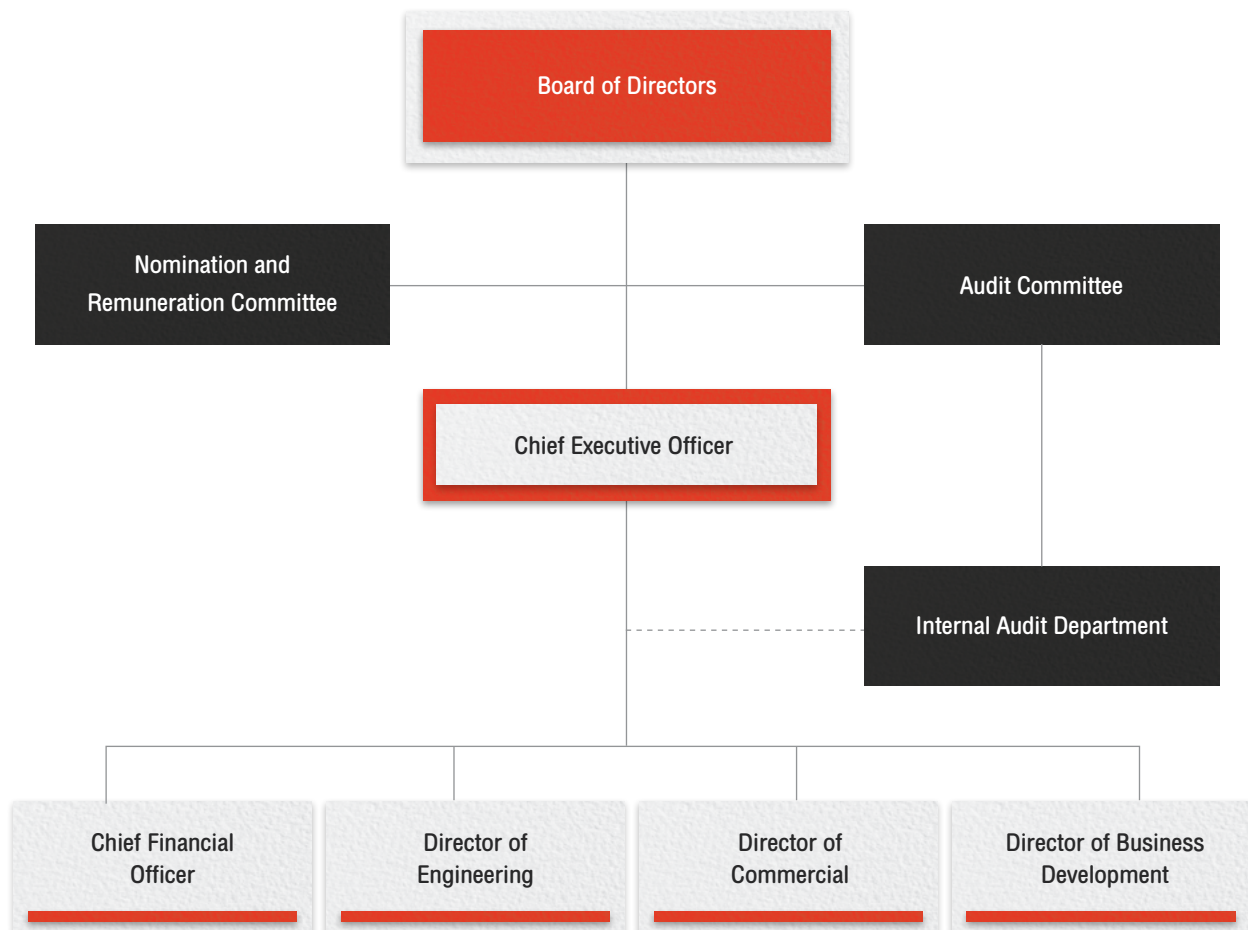 Board of Directors
Nomination and
Remuneration Committee
Audit Committee
Chief Executive Officer
Internal Audit Department
Chief Financial
Officer
Director of
Engineering
Director of
Commercial
Director of Business
Development